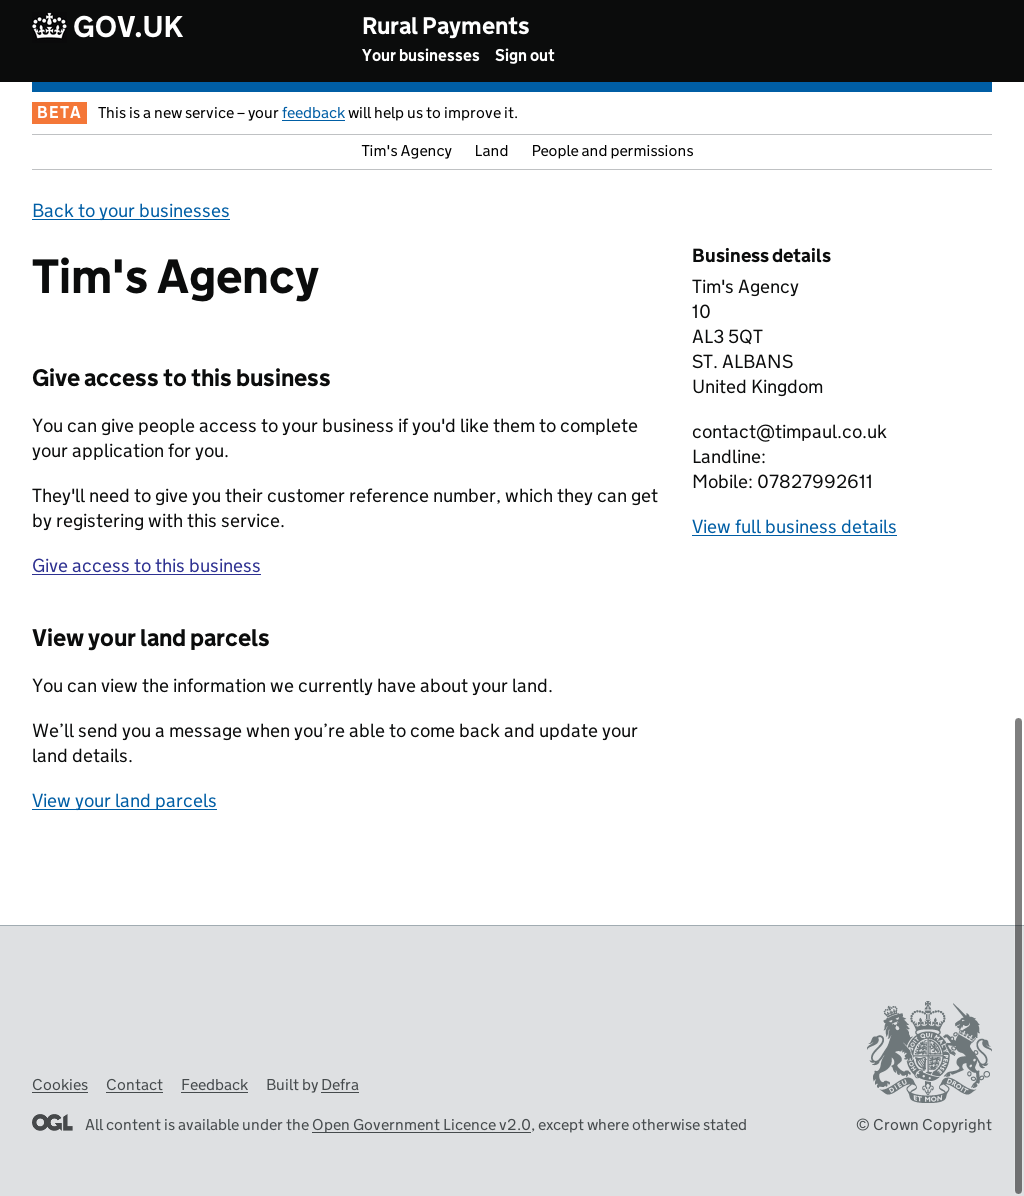 GOV.UK
Rural Payments
Your businesses Sign out
BETA This is a new service – your feedback will help us to improve it.
Tim's Agency Land People and permissions
Back to your businesses
Tim's Agency
Give access to this business
You can give people access to your business if you'd like them to complete
your application for you.
They'll need to give you their customer reference number, which they can get
by registering with this service.
Give access to this business
View your land parcels
You can view the information we currently have about your land.
We’ll send you a message when you’re able to come back and update your
land details.
View your land parcels
Business details
Tim's Agency
10
AL3 5QT
ST. ALBANS
United Kingdom
contact@timpaul.co.uk
Landline:
Mobile: 07827992611
View full business details
Cookies Contact Feedback Built by Defra
OGL All content is available under the Open Government Licence v2.0, except where otherwise stated
DIEU ET MON DROIT
© Crown Copyright